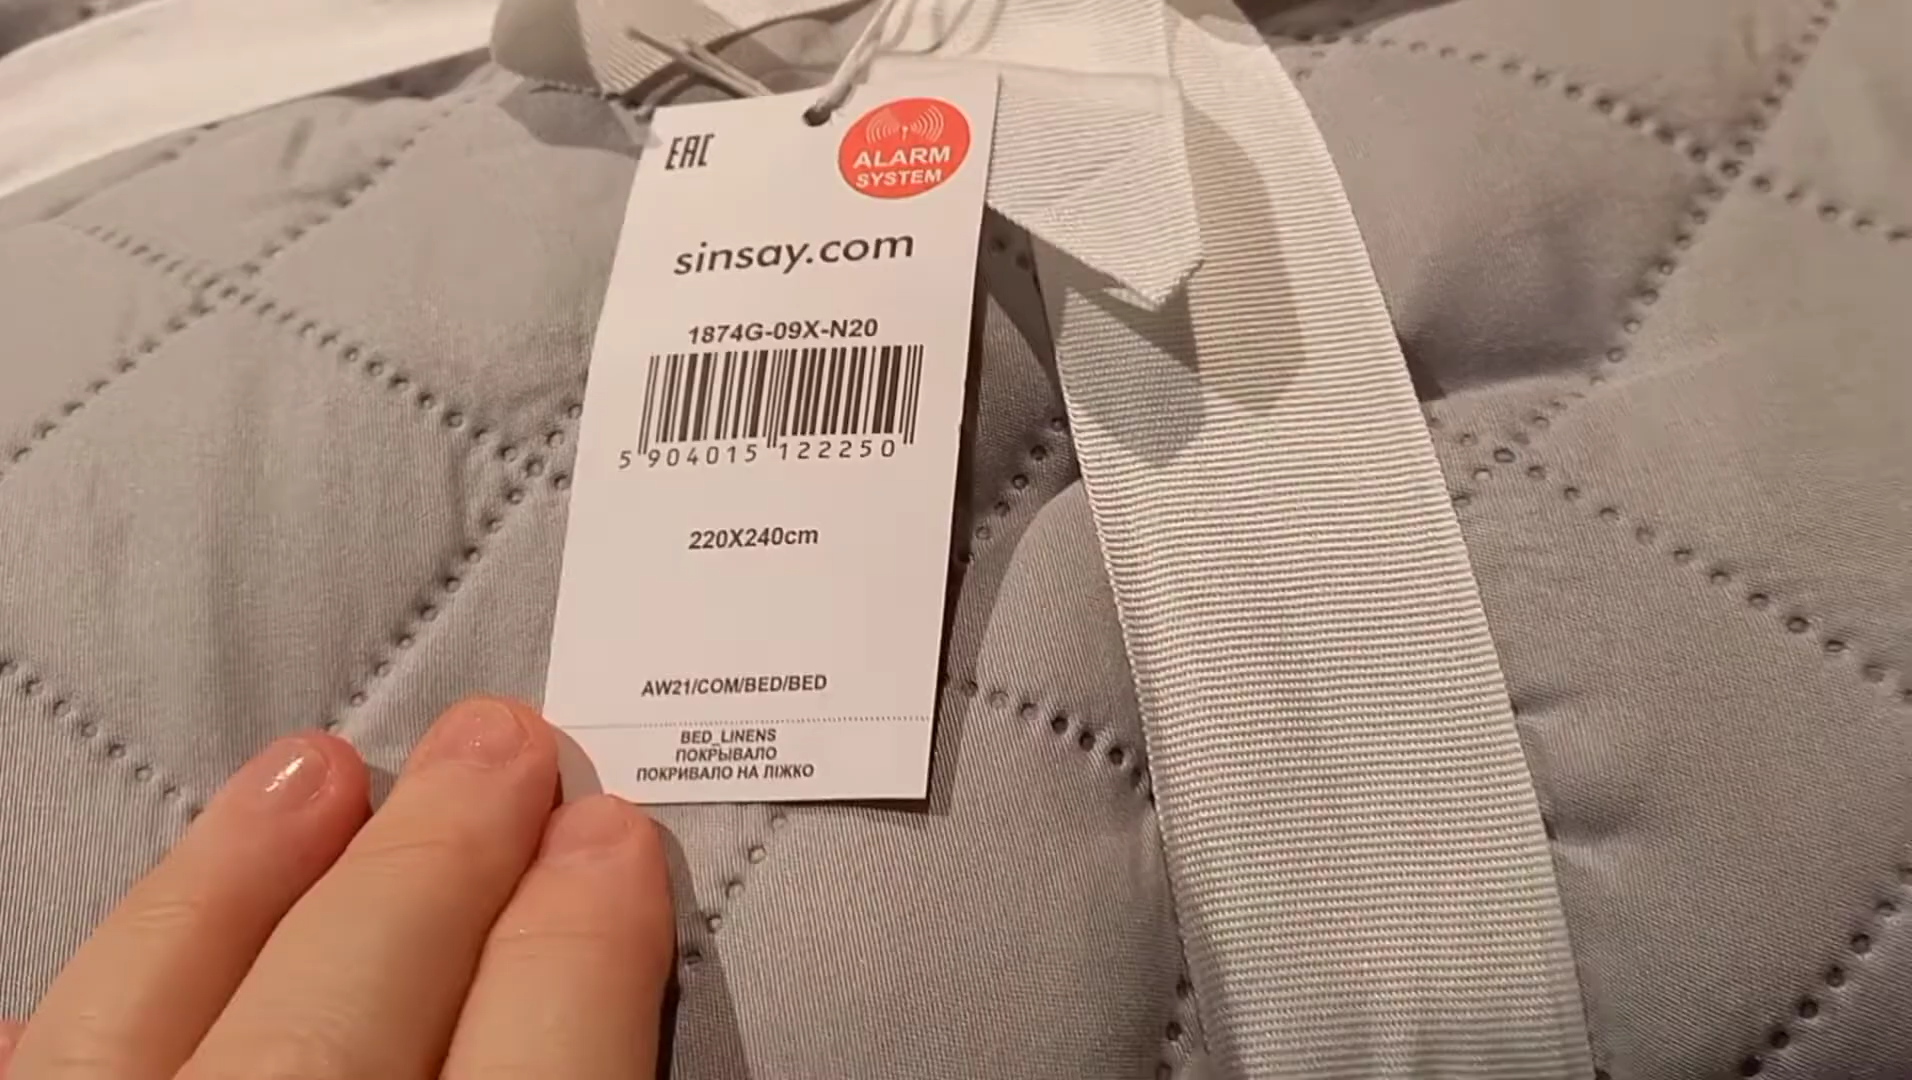 EAC
ALARM
SYSTEM
sinsay.com
1874G-09X-N20
5 904015 122250
220X240cm
AW21/COM/BED/BED
BED_LINENS
ПОКРЫВАЛО
ПОКРИВАЛО НА ЛІЖКО